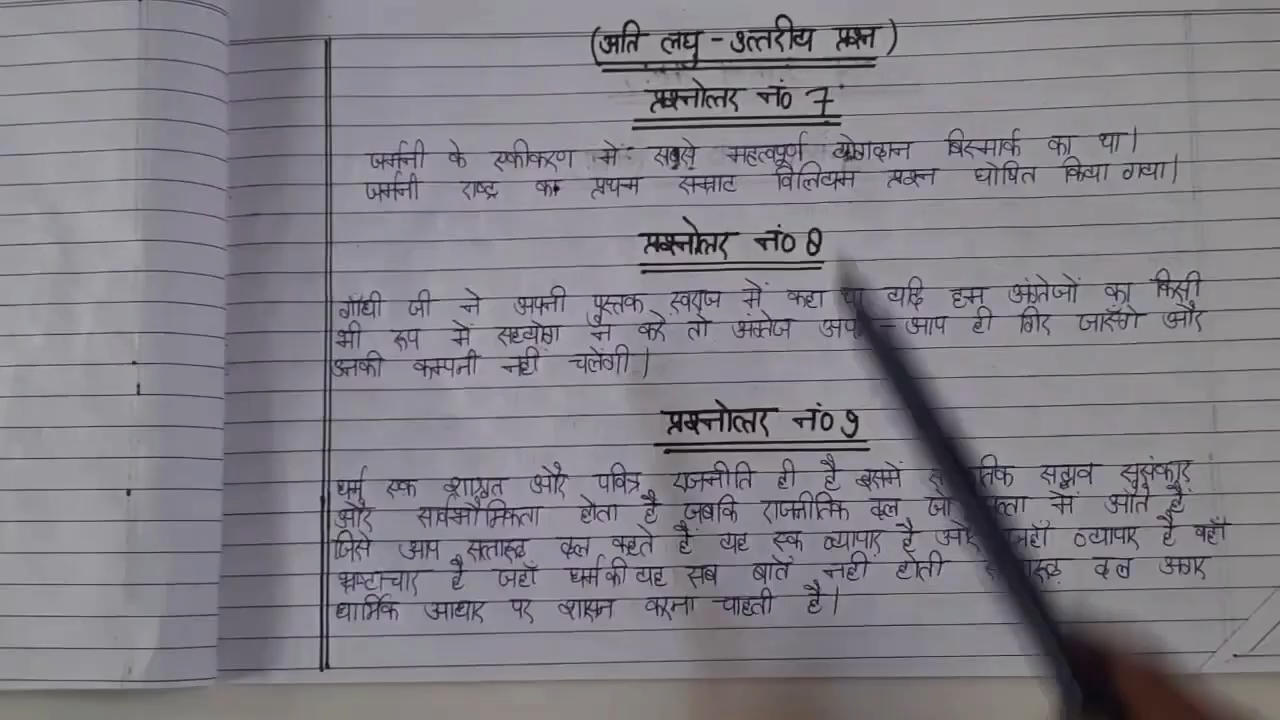 (अति लघु - उत्तरीय प्रश्न)
प्रश्नोत्तर नं० 7
जर्मनी के एकीकरण में सबसे महत्वपूर्ण योगदान बिस्मार्क का था।
जर्मनी राष्ट्र का प्रथम सम्राट विलियम प्रथम घोषित किया गया।
प्रश्नोत्तर नं० 8
गाँधी जी ने अपनी पुस्तक स्वराज में कहा था यदि हम अंग्रेजों का किसी
भी रूप में सहयोग न करे तो अंग्रेज - आप ही गिर जाएँगे और
उनकी कम्पनी नहीं चलेंगी।
प्रश्नोत्तर नं० 9
धर्म एक शाश्वत और पवित्र राजनीति ही है इसमें सद्भाव सुसंस्कार
और सार्वभौमिकता होता है जबकि राजनीतिक दल जो में आते हैं
जिसे आप सत्तारूढ़ दल कहते हैं यह एक व्यापार है और जहाँ व्यापार है वहाँ
भ्रष्टाचार है जहाँ धर्म की यह सब बातें नहीं होती दल अगर
धार्मिक आधार पर शासन करना चाहती है।